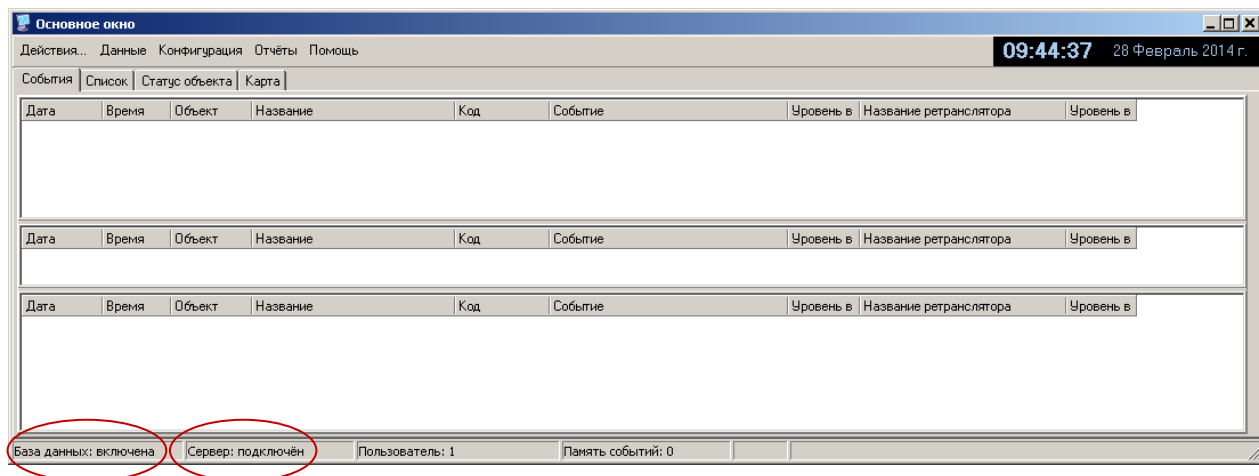 Основное окно
Действия... Данные Конфигурация Отчёты Помощь 09:44:37 28 Февраль 2014 г.
События Список Статус объекта Карта
Дата Время Объект Название Код Событие Уровень в Название ретранслятора Уровень в
Дата Время Объект Название Код Событие Уровень в Название ретранслятора Уровень в
Дата Время Объект Название Код Событие Уровень в Название ретранслятора Уровень в
База данных: включена Сервер: подключён Пользователь: 1 Память событий: 0